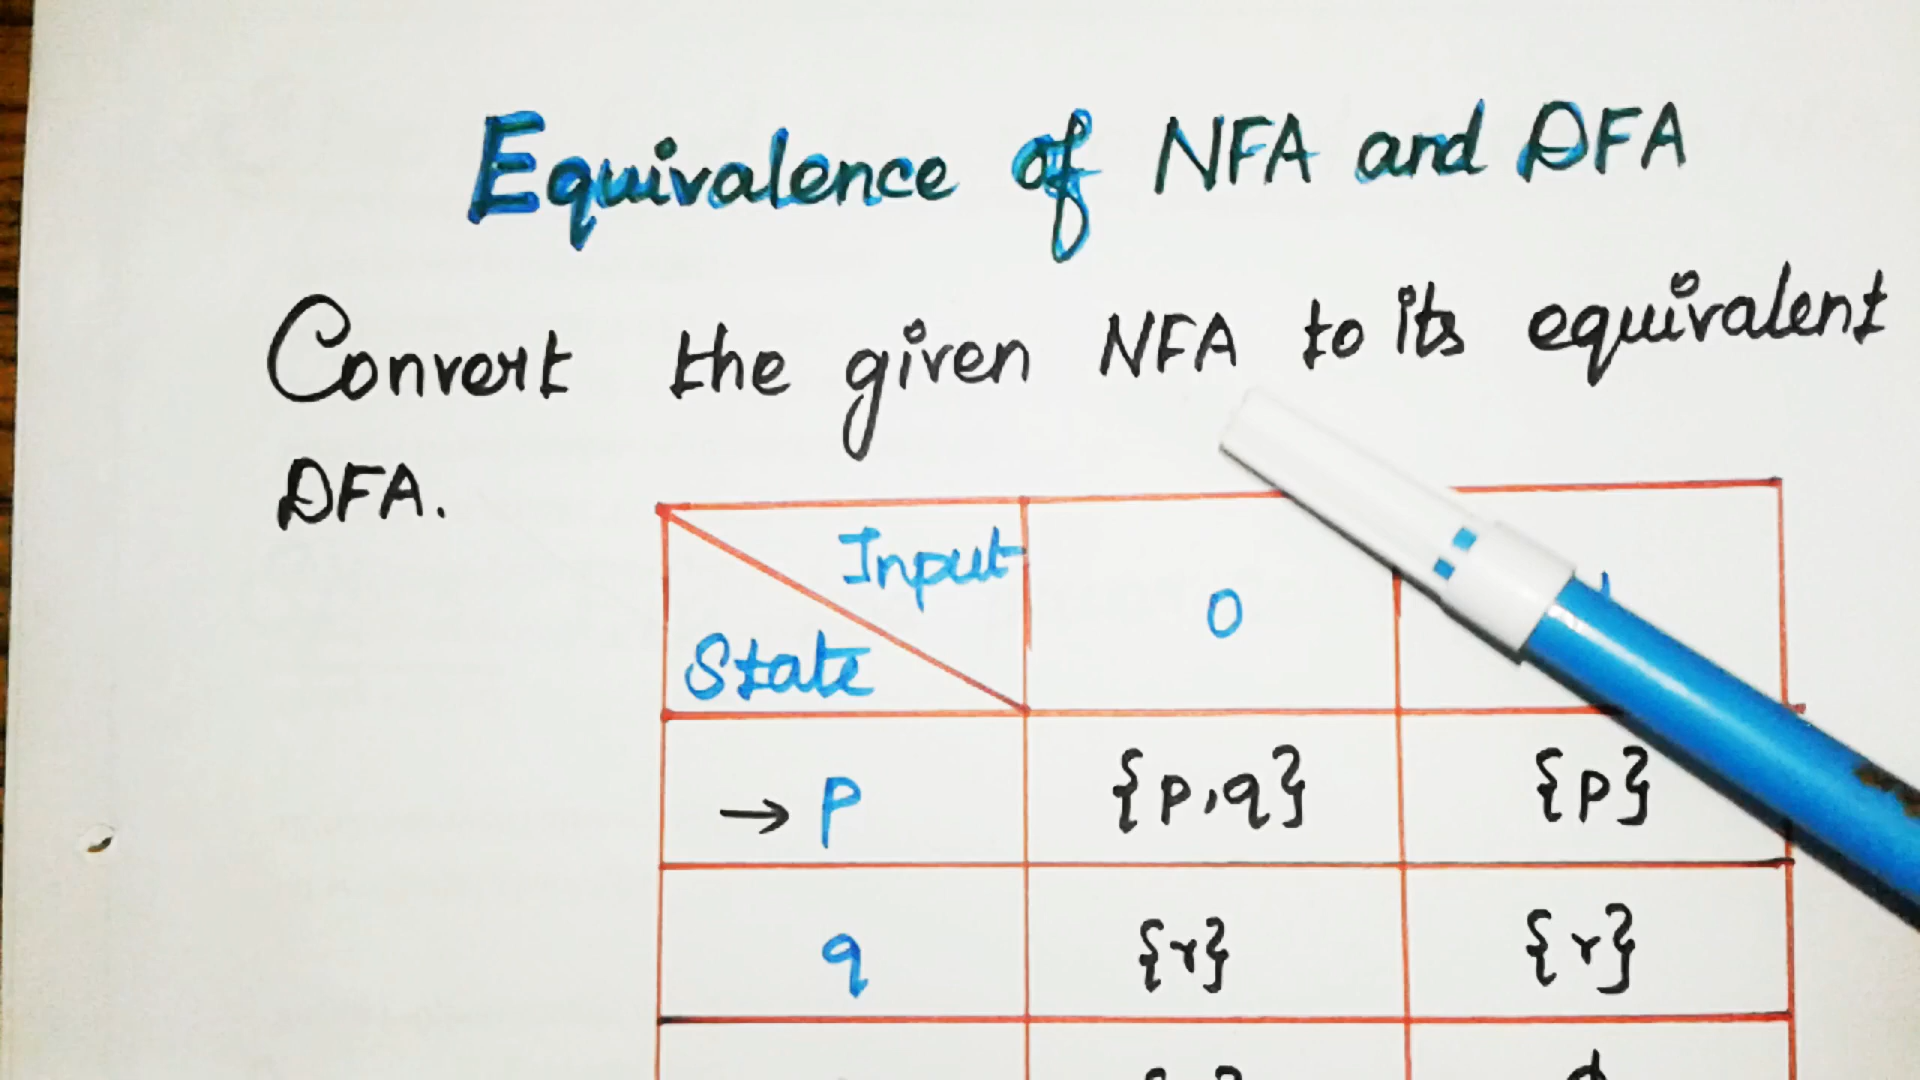 Equivalence of NFA and DFA
Convert the given NFA to its equivalent
DFA.
Input
State 0
→ p {p,q} {p}
q {r} {r}